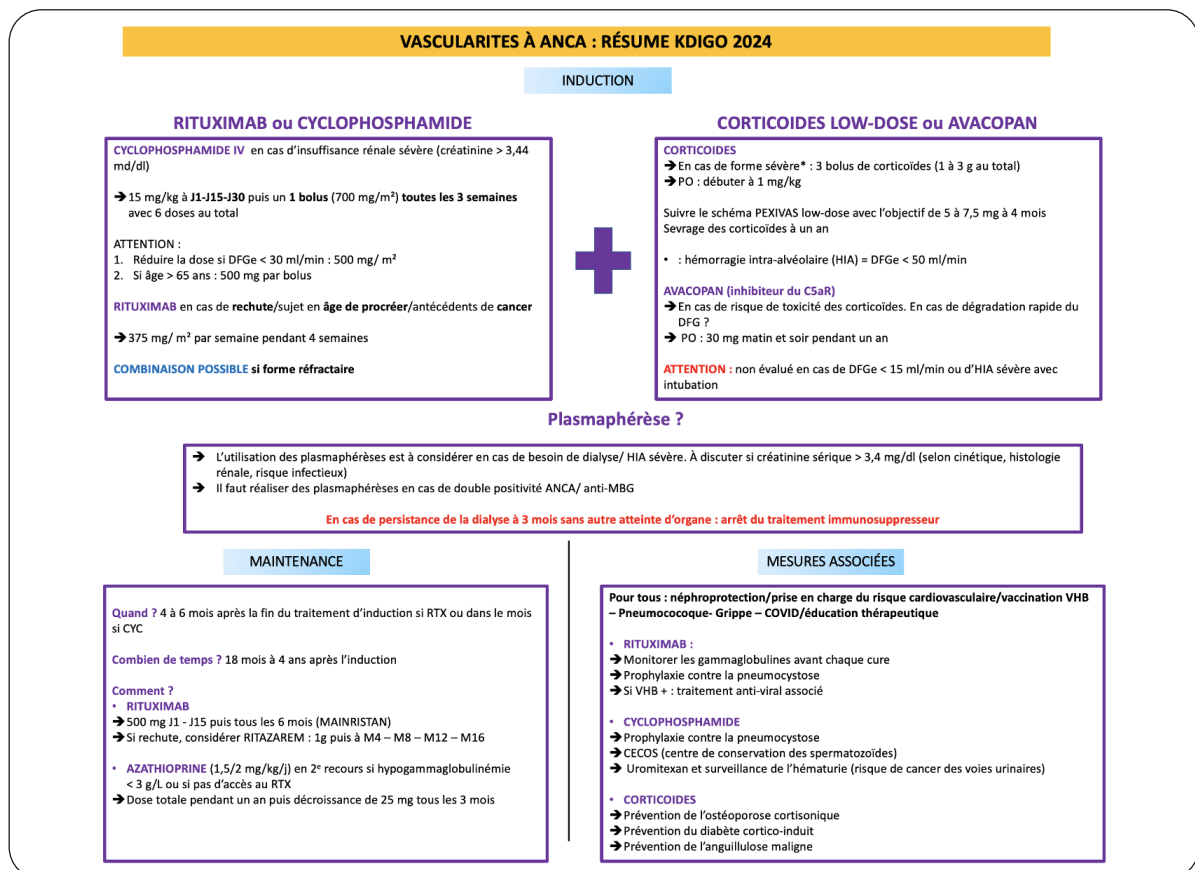 VASCULARITES À ANCA : RÉSUME KDIGO 2024
INDUCTION
RITUXIMAB ou CYCLOPHOSPHAMIDE
CYCLOPHOSPHAMIDE IV en cas d'insuffisance rénale sévère (créatinine > 3,44
md/dl)
➔15 mg/kg à J1-J15-J30 puis un 1 bolus (700 mg/m²) toutes les 3 semaines
avec 6 doses au total
ATTENTION :
1. Réduire la dose si DFGe < 30 ml/min : 500 mg/ m²
2. Si âge > 65 ans : 500 mg par bolus
RITUXIMAB en cas de rechute/sujet en âge de procréer/antécédents de cancer
➔375 mg/ m² par semaine pendant 4 semaines
COMBINAISON POSSIBLE si forme réfractaire
CORTICOIDES LOW-DOSE ou AVACOPAN
CORTICOIDES
➔En cas de forme sévère* : 3 bolus de corticoïdes (1 à 3 g au total)
➔PO : débuter à 1 mg/kg
Suivre le schéma PEXIVAS low-dose avec l'objectif de 5 à 7,5 mg à 4 mois
Sevrage des corticoïdes à un an
• : hémorragie intra-alvéolaire (HIA) = DFGe < 50 ml/min
AVACOPAN (inhibiteur du C5aR)
➔En cas de risque de toxicité des corticoïdes. En cas de dégradation rapide du
DFG ?
➔ PO : 30 mg matin et soir pendant un an
ATTENTION : non évalué en cas de DFGe < 15 ml/min ou d'HIA sévère avec
intubation
Plasmaphérèse ?
➔ L'utilisation des plasmaphérèses est à considérer en cas de besoin de dialyse/ HIA sévère. À discuter si créatinine sérique > 3,4 mg/dl (selon cinétique, histologie
rénale, risque infectieux)
➔ Il faut réaliser des plasmaphérèses en cas de double positivité ANCA/ anti-MBG
En cas de persistance de la dialyse à 3 mois sans autre atteinte d'organe : arrêt du traitement immunosuppresseur
MAINTENANCE
Quand ? 4 à 6 mois après la fin du traitement d'induction si RTX ou dans le mois
si CYC
Combien de temps ? 18 mois à 4 ans après l'induction
Comment ?
• RITUXIMAB
➔500 mg J1 - J15 puis tous les 6 mois (MAINRISTAN)
➔Si rechute, considérer RITAZAREM : 1g puis à M4 – M8 – M12 – M16
• AZATHIOPRINE (1,5/2 mg/kg/j) en 2e recours si hypogammaglobulinémie
< 3 g/L ou si pas d'accès au RTX
➔Dose totale pendant un an puis décroissance de 25 mg tous les 3 mois
MESURES ASSOCIÉES
Pour tous : néphroprotection/prise en charge du risque cardiovasculaire/vaccination VHB
– Pneumococoque- Grippe – COVID/éducation thérapeutique
• RITUXIMAB :
➔Monitorer les gammaglobulines avant chaque cure
➔Prophylaxie contre la pneumocystose
➔Si VHB + : traitement anti-viral associé
• CYCLOPHOSPHAMIDE
➔Prophylaxie contre la pneumocystose
➔CECOS (centre de conservation des spermatozoïdes)
➔ Uromitexan et surveillance de l'hématurie (risque de cancer des voies urinaires)
• CORTICOIDES
➔Prévention de l'ostéoporose cortisonique
➔Prévention du diabète cortico-induit
➔Prévention de l'anguillulose maligne